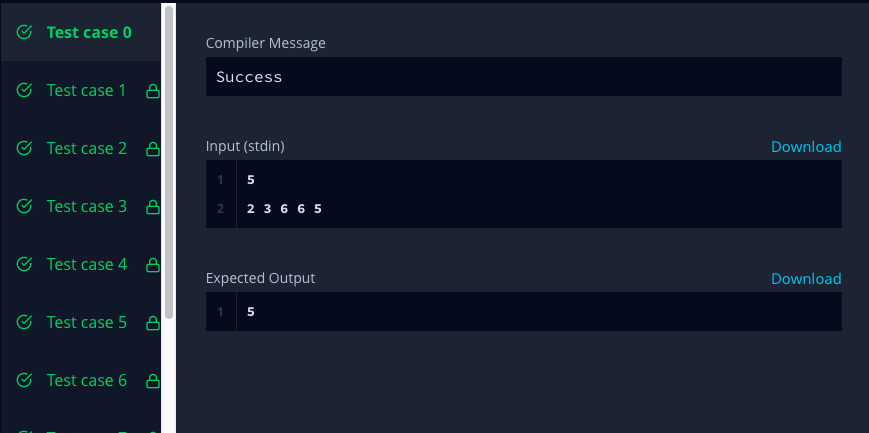 Test case 0
Test case 1
Test case 2
Test case 3
Test case 4
Test case 5
Test case 6
Compiler Message
Success
Input (stdin)
Download
1 5
2 2 3 6 6 5
Expected Output
Download
1 5